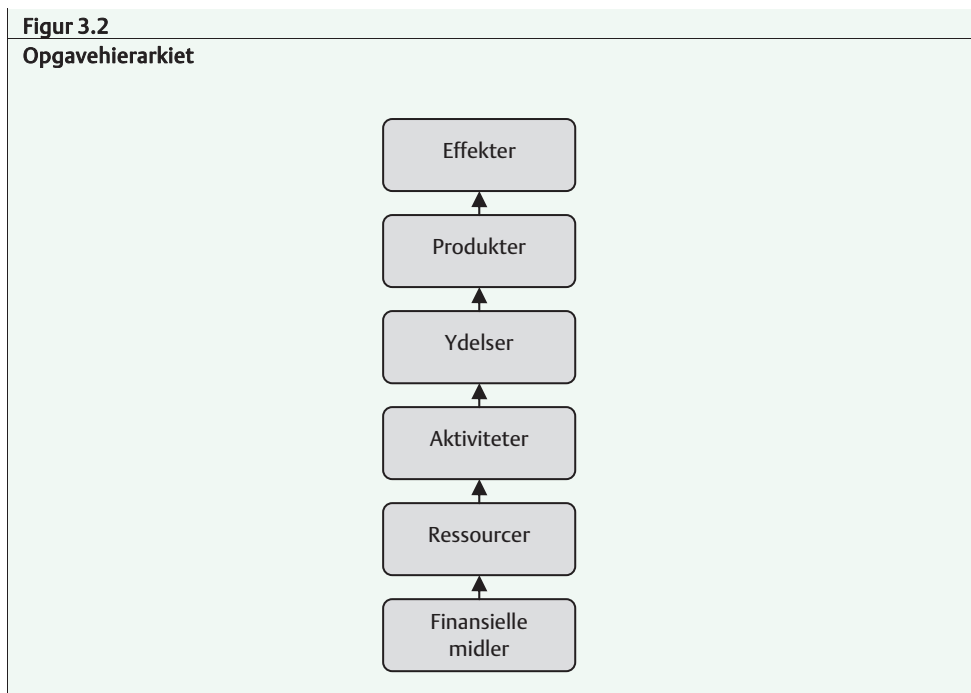 Figur 3.2
Opgavehierarkiet
Effekter
Produkter
Ydelser
Aktiviteter
Ressourcer
Finansielle
midler